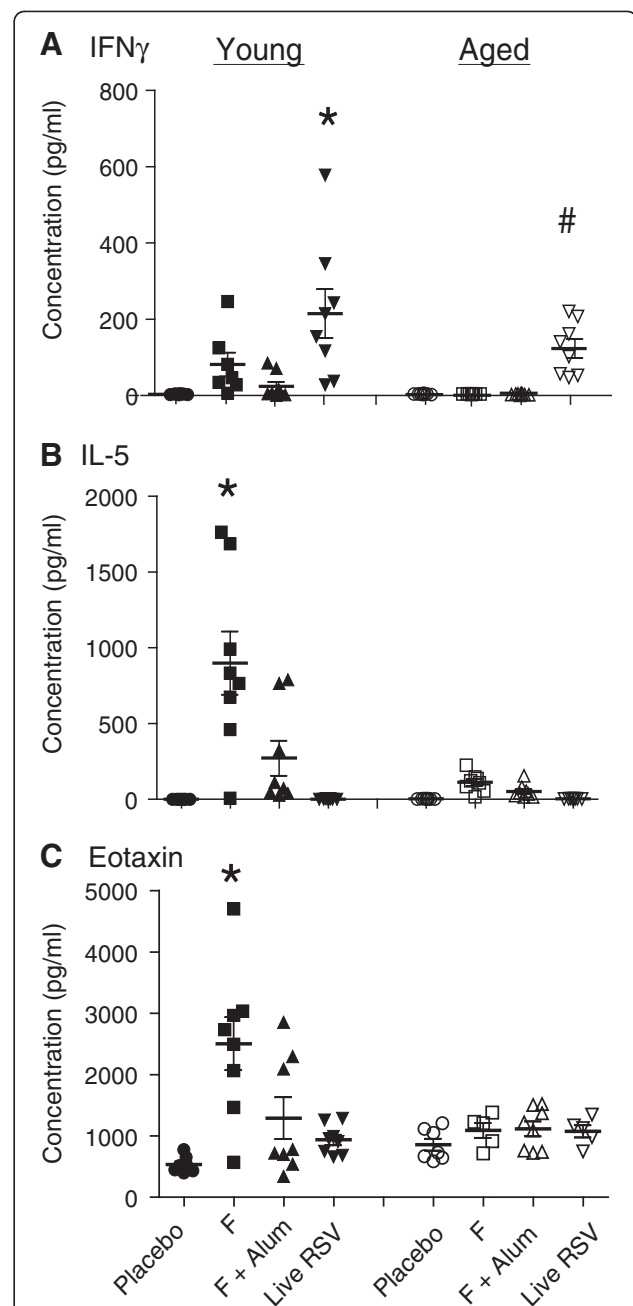 A IFNγ Young Aged
Concentration (pg/ml)
800
600
400
200
0
*
#
B IL-5
Concentration (pg/ml)
2000
1500
1000
500
0
*
C Eotaxin
Concentration (pg/ml)
5000
4000
3000
2000
1000
0
*
Placebo F F + Alum Live RSV Placebo F F + Alum Live RSV